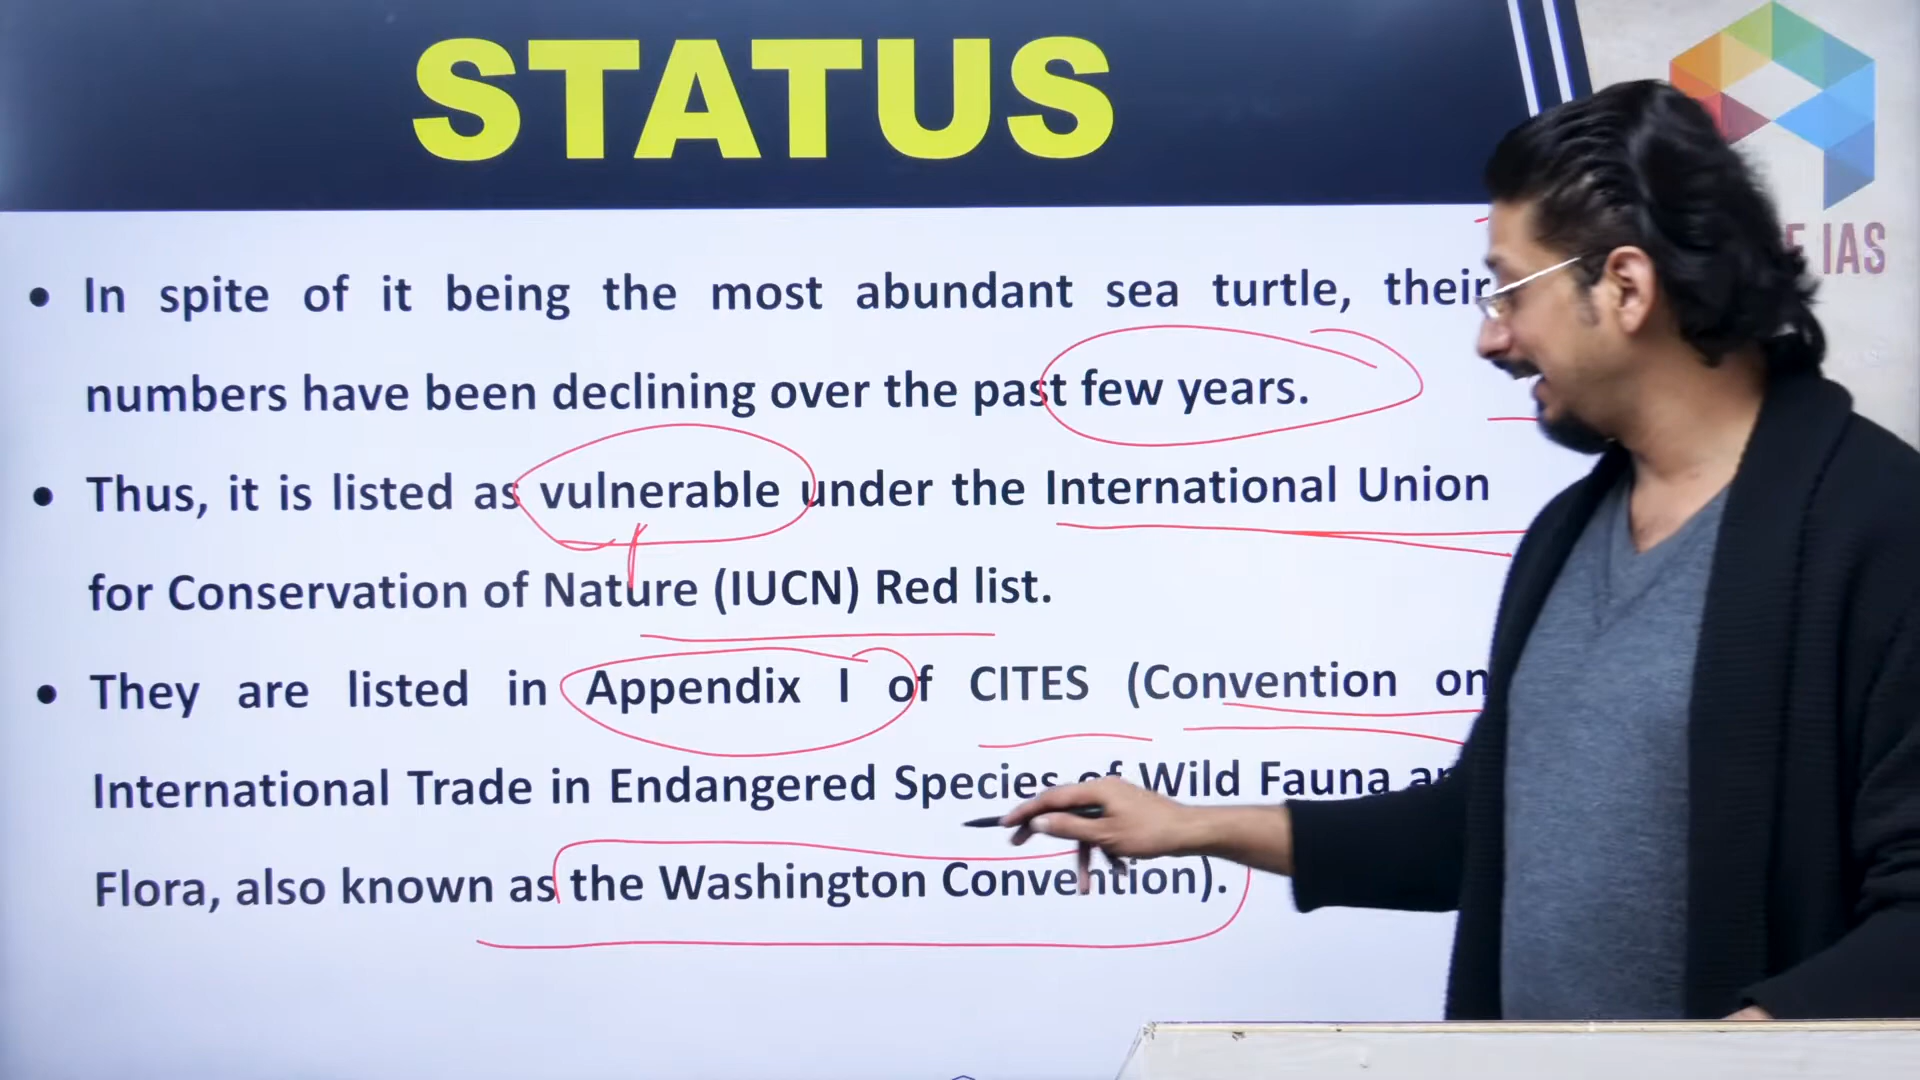 STATUS
E IAS
• In spite of it being the most abundant sea turtle, their
numbers have been declining over the past few years.
• Thus, it is listed as vulnerable under the International Union
for Conservation of Nature (IUCN) Red list.
• They are listed in Appendix I of CITES (Convention on
International Trade in Endangered Species of Wild Fauna
Flora, also known as the Washington Convention).